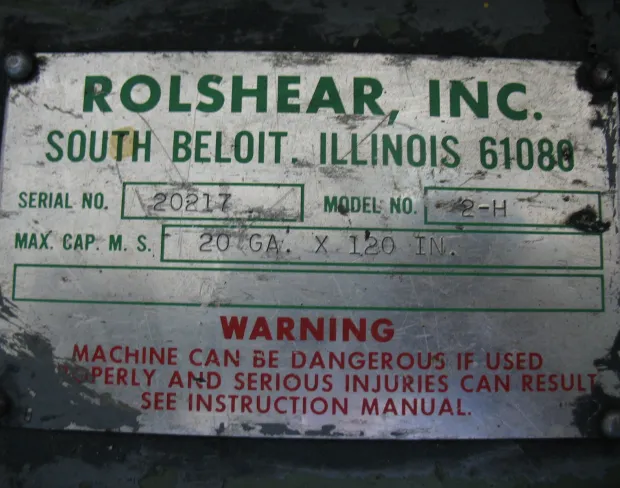 ROLSHEAR, INC.
SOUTH BELOIT, ILLINOIS 61080
SERIAL NO. 20217 MODEL NO. 2-H
MAX. CAP. M. S. 20 GA. X 120 IN.
WARNING
MACHINE CAN BE DANGEROUS IF USED
OPERLY AND SERIOUS INJURIES CAN RESULT
SEE INSTRUCTION MANUAL.